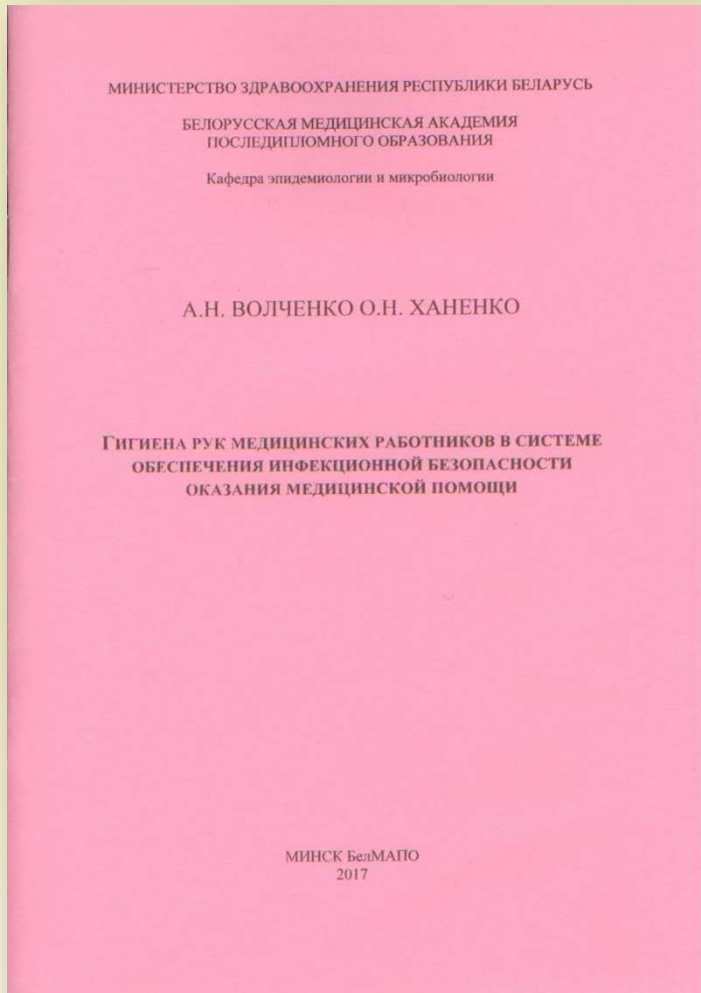 МИНИСТЕРСТВО ЗДРАВООХРАНЕНИЯ РЕСПУБЛИКИ БЕЛАРУСЬ
БЕЛОРУССКАЯ МЕДИЦИНСКАЯ АКАДЕМИЯ
ПОСЛЕДИПЛОМНОГО ОБРАЗОВАНИЯ
Кафедра эпидемиологии и микробиологии
А.Н. ВОЛЧЕНКО О.Н. ХАНЕНКО
ГИГИЕНА РУК МЕДИЦИНСКИХ РАБОТНИКОВ В СИСТЕМЕ
ОБЕСПЕЧЕНИЯ ИНФЕКЦИОННОЙ БЕЗОПАСНОСТИ
ОКАЗАНИЯ МЕДИЦИНСКОЙ ПОМОЩИ
МИНСК БелМАПО
2017